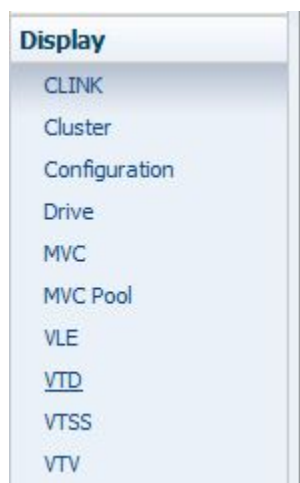 Display
CLINK
Cluster
Configuration
Drive
MVC
MVC Pool
VLE
VTD
VTSS
VTV